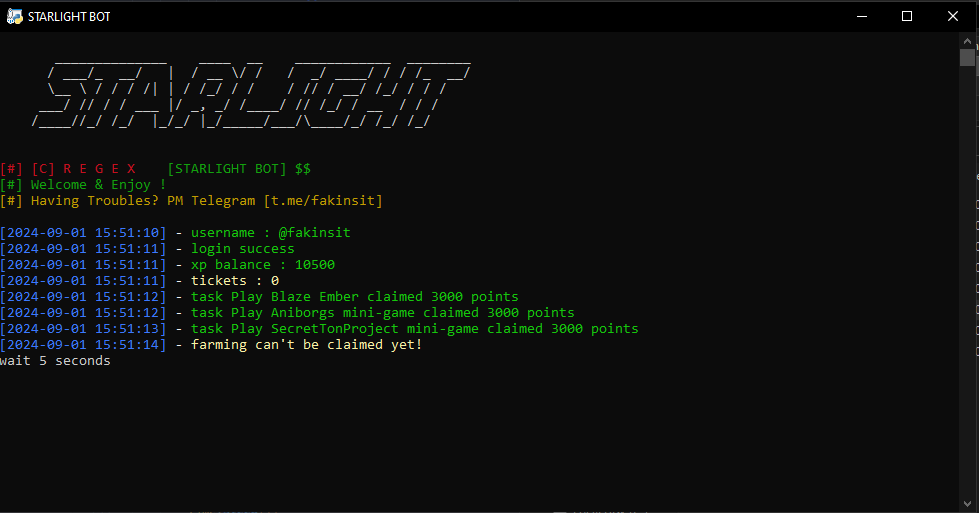 STARLIGHT BOT
STARLIGHT
[#] [C] R E G E X    [STARLIGHT BOT] $$
[#] Welcome & Enjoy !
[#] Having Troubles? PM Telegram [t.me/fakinsit]
[2024-09-01 15:51:10] - username : @fakinsit
[2024-09-01 15:51:11] - login success
[2024-09-01 15:51:11] - xp balance : 10500
[2024-09-01 15:51:11] - tickets : 0
[2024-09-01 15:51:12] - task Play Blaze Ember claimed 3000 points
[2024-09-01 15:51:12] - task Play Aniborgs mini-game claimed 3000 points
[2024-09-01 15:51:13] - task Play SecretTonProject mini-game claimed 3000 points
[2024-09-01 15:51:14] - farming can't be claimed yet!
wait 5 seconds